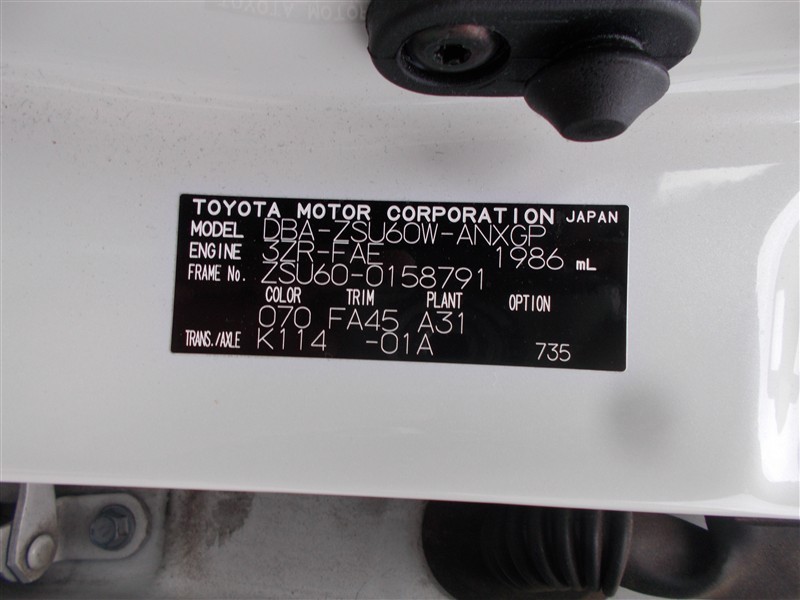 TOYOTA MOTOR CORPORATION JAPAN
MODEL DBA-ZSU60W-ANXGP
ENGINE 3ZR-FAE 1986 mL
FRAME No. ZSU60-0158791
COLOR TRIM PLANT OPTION
070 FA45 A31
TRANS./AXLE K114 -01A 735